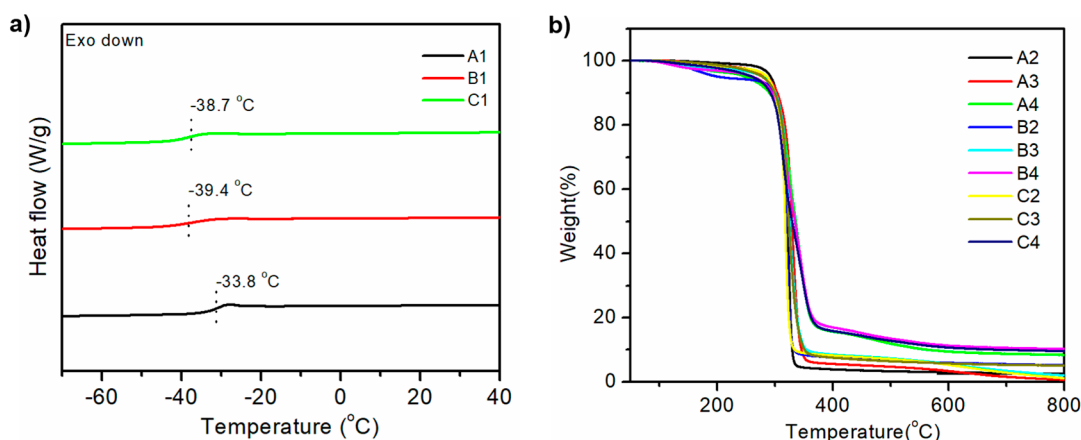 a)
Exo down
A1
B1
C1
-38.7 °C
-39.4 °C
-33.8 °C
Heat flow (W/g)
-60 -40 -20 0 20 40
Temperature (°C)
b)
100
80
60
40
20
0
Weight(%)
A2
A3
A4
B2
B3
B4
C2
C3
C4
200 400 600 800
Temperature(°C)